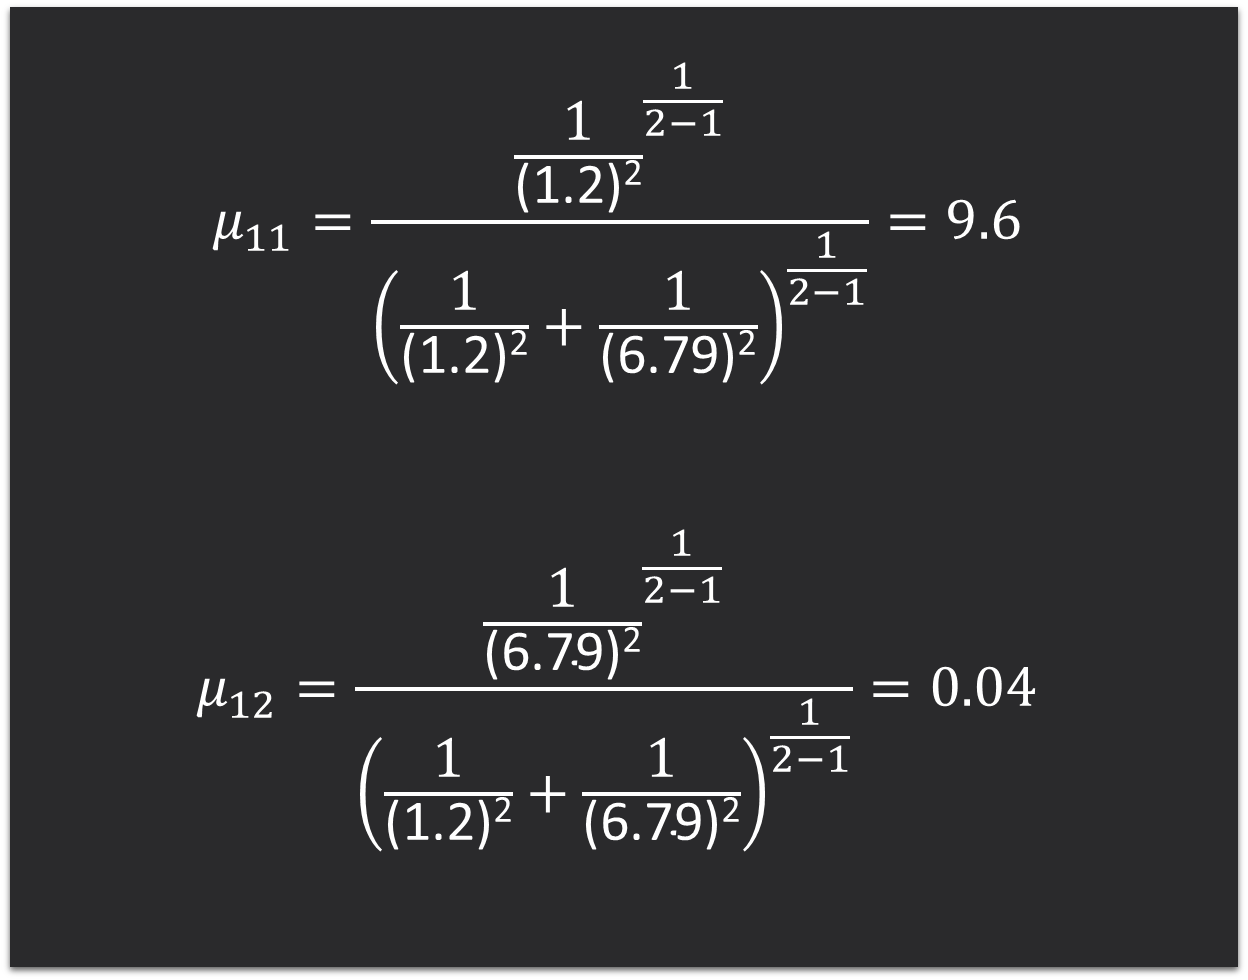 μ₁₁ = (1/(1.2)²)^(1/(2−1)) / (1/(1.2)² + 1/(6.79)²)^(1/(2−1)) = 9.6
μ₁₂ = (1/(6.79)²)^(1/(2−1)) / (1/(1.2)² + 1/(6.79)²)^(1/(2−1)) = 0.04